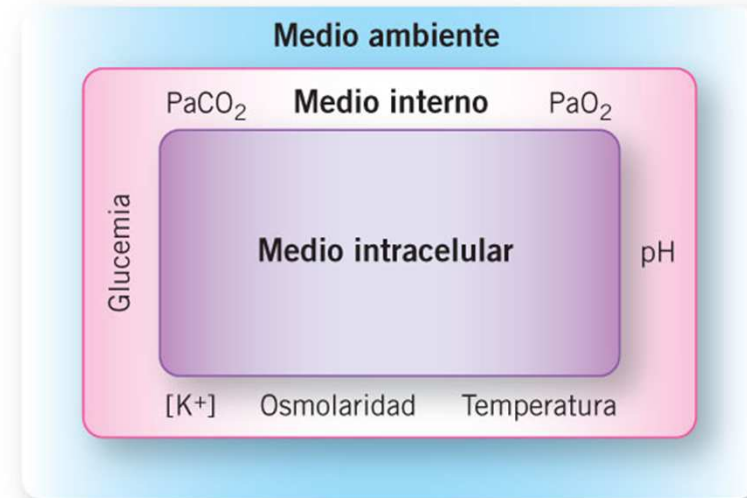 Medio ambiente
PaCO₂ Medio interno PaO₂
Glucemia
Medio intracelular
pH
[K⁺] Osmolaridad Temperatura